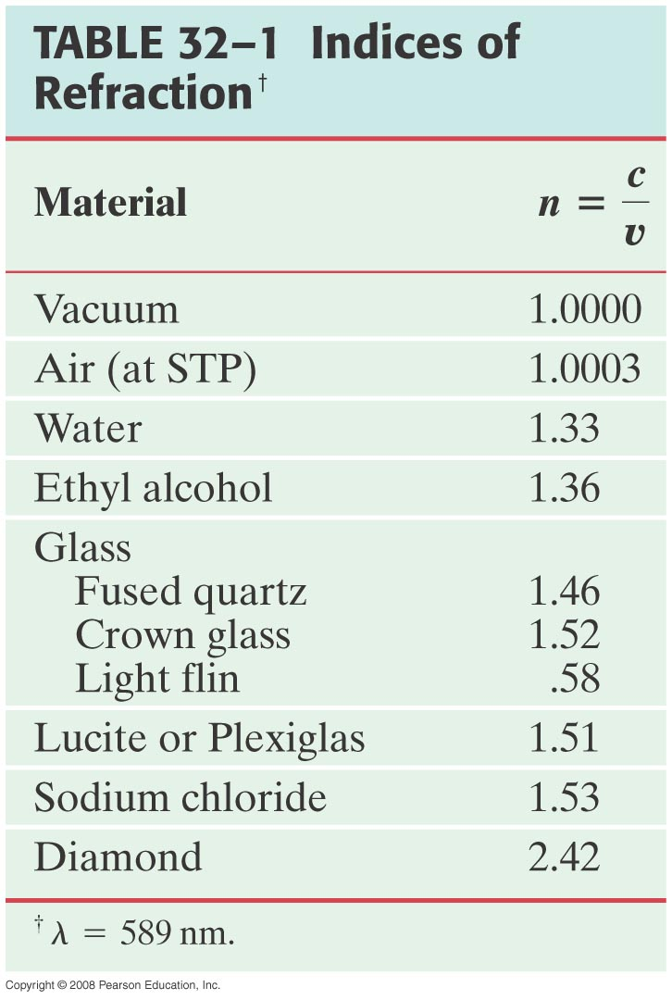 TABLE 32–1 Indices of
Refraction†
Material n = c/v
Vacuum 1.0000
Air (at STP) 1.0003
Water 1.33
Ethyl alcohol 1.36
Glass
Fused quartz 1.46
Crown glass 1.52
Light flin .58
Lucite or Plexiglas 1.51
Sodium chloride 1.53
Diamond 2.42
† λ = 589 nm.
Copyright © 2008 Pearson Education, Inc.